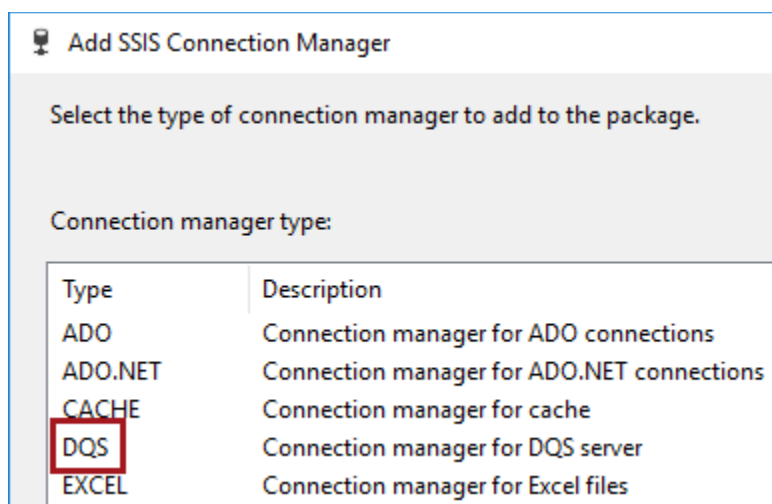 Add SSIS Connection Manager
Select the type of connection manager to add to the package.
Connection manager type:
Type Description
ADO Connection manager for ADO connections
ADO.NET Connection manager for ADO.NET connections
CACHE Connection manager for cache
DQS Connection manager for DQS server
EXCEL Connection manager for Excel files